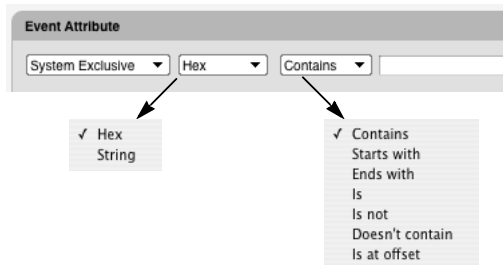 Event Attribute
System Exclusive Hex Contains
✓ Hex
String
✓ Contains
Starts with
Ends with
Is
Is not
Doesn't contain
Is at offset